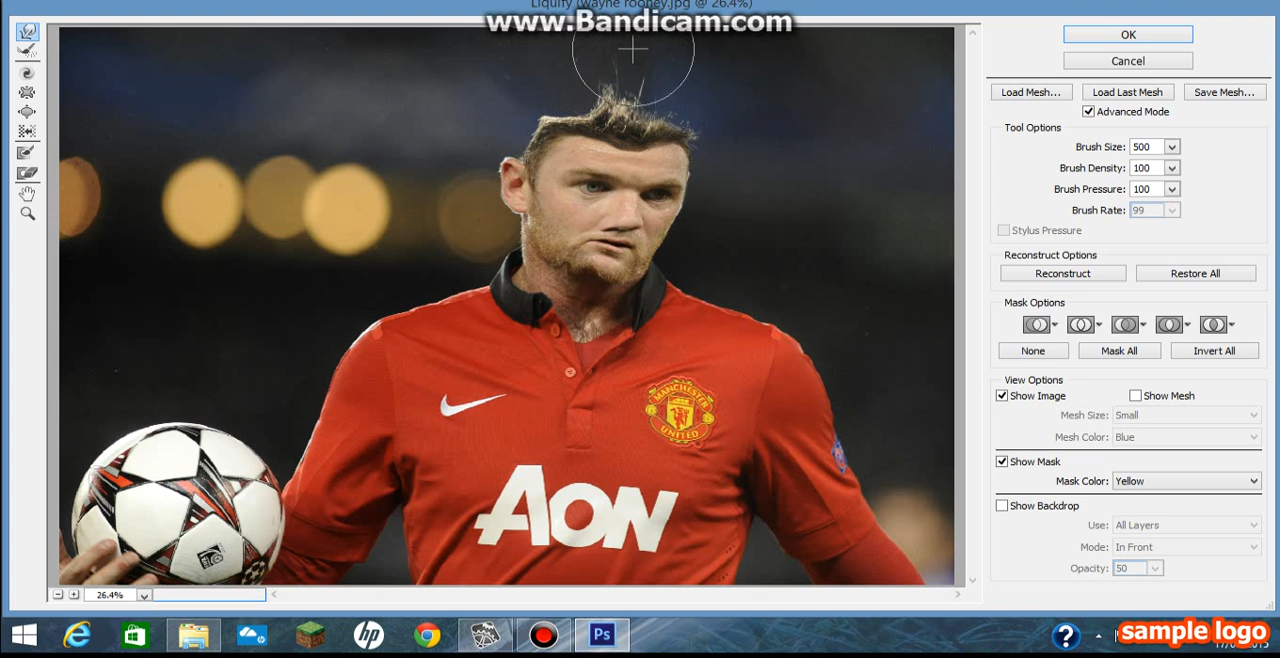 Liquify (wayne rooney.jpg @ 26.4%)
www.Bandicam.com
OK
Cancel
Load Mesh...
Load Last Mesh
Save Mesh...
Advanced Mode
Tool Options
Brush Size: 500
Brush Density: 100
Brush Pressure: 100
Brush Rate: 99
Stylus Pressure
Reconstruct Options
Reconstruct
Restore All
Mask Options
None
Mask All
Invert All
View Options
Show Image
Show Mesh
Mesh Size: Small
Mesh Color: Blue
Show Mask
Mask Color: Yellow
Show Backdrop
Use: All Layers
Mode: In Front
Opacity: 50
MANCHESTER
UNITED
AON
26.4%
hp
Ps
?
sample logo